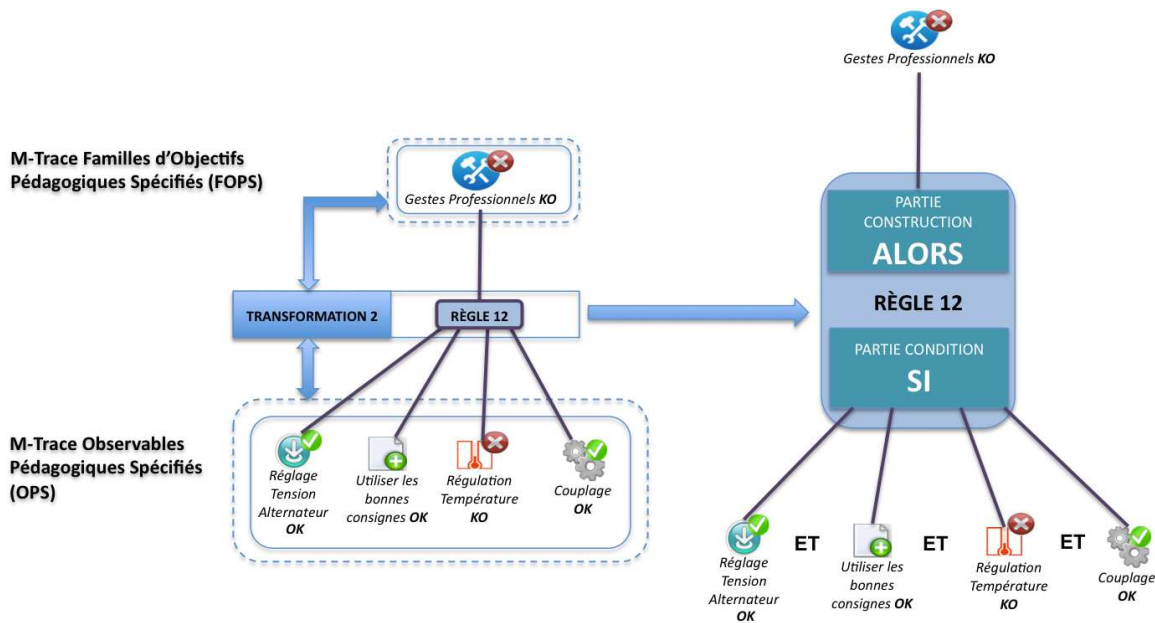 Gestes Professionnels KO
M-Trace Familles d'Objectifs
Pédagogiques Spécifiés (FOPS)
Gestes Professionnels KO
TRANSFORMATION 2
RÈGLE 12
M-Trace Observables
Pédagogiques Spécifiés
(OPS)
Réglage
Tension
Alternateur
OK
Utiliser les
bonnes
consignes OK
Régulation
Température
KO
Couplage
OK
PARTIE
CONSTRUCTION
ALORS
RÈGLE 12
PARTIE CONDITION
SI
Réglage
Tension
Alternateur
OK
ET
Utiliser les
bonnes
consignes OK
ET
Régulation
Température
KO
ET
Couplage
OK